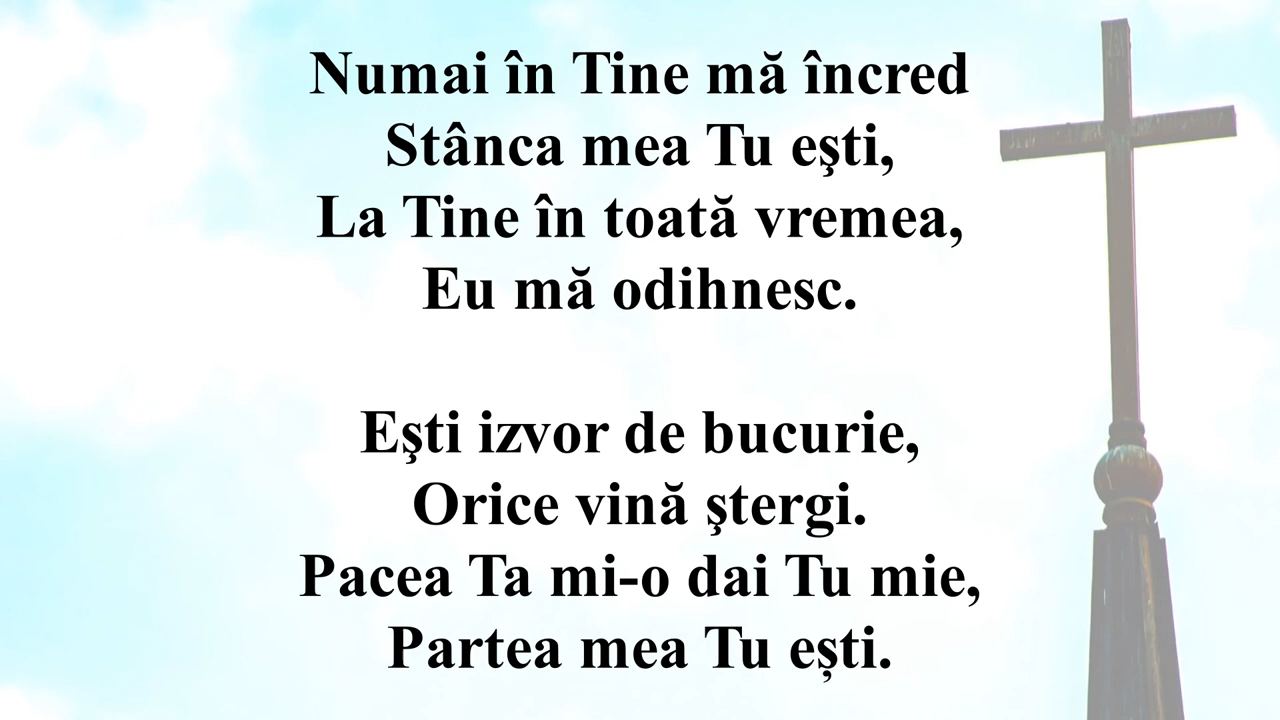 Numai în Tine mă încred
Stânca mea Tu eşti,
La Tine în toată vremea,
Eu mă odihnesc.
Eşti izvor de bucurie,
Orice vină ştergi.
Pacea Ta mi-o dai Tu mie,
Partea mea Tu ești.